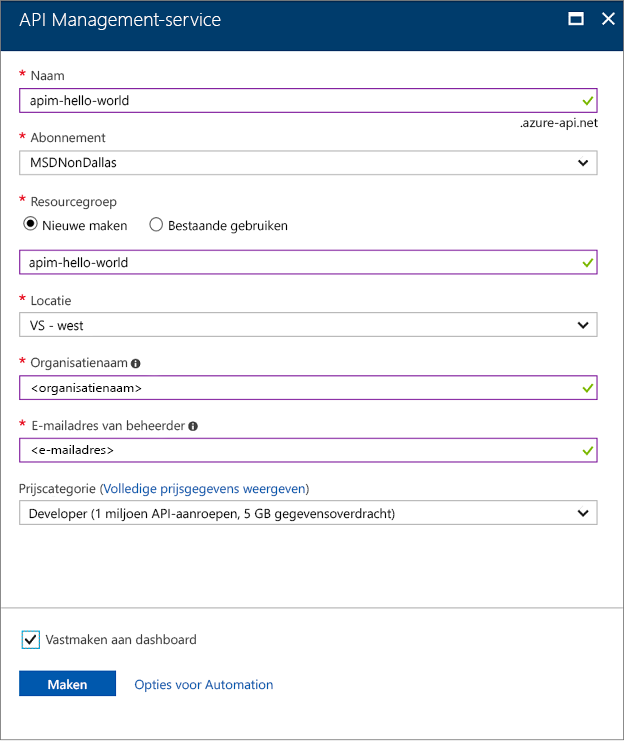 API Management-service
* Naam
apim-hello-world
.azure-api.net
* Abonnement
MSDNonDallas
* Resourcegroep
Nieuwe maken Bestaande gebruiken
apim-hello-world
* Locatie
VS - west
* Organisatienaam
<organisatienaam>
* E-mailadres van beheerder
<e-mailadres>
Prijscategorie (Volledige prijsgegevens weergeven)
Developer (1 miljoen API-aanroepen, 5 GB gegevensoverdracht)
Vastmaken aan dashboard
Maken Opties voor Automation